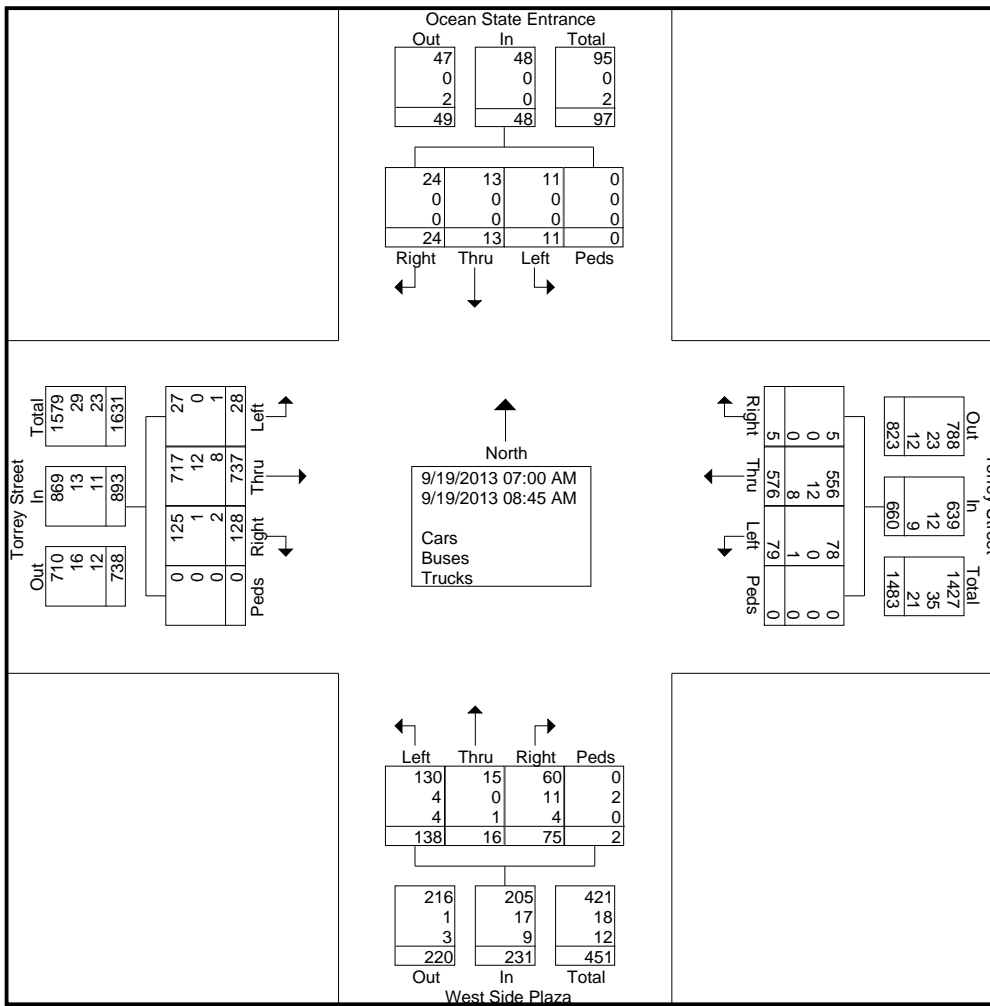 Ocean State Entrance
Out In Total
47 48 95
0 0 0
2 0 2
49 48 97
24 13 11 0
0 0 0 0
0 0 0 0
24 13 11 0
Right Thru Left Peds
Torrey Street
Total In Out
1579 869 710
29 13 16
23 11 12
1631 893 738
27 717 125 0
0 12 1 0
1 8 2 0
28 737 128 0
Left Thru Right Peds
North
9/19/2013 07:00 AM
9/19/2013 08:45 AM
Cars
Buses
Trucks
Right Thru Left Peds
5 556 78 0
0 12 0 0
0 8 1 0
5 576 79 0
Out In Total
788 639 1427
23 12 35
12 9 21
823 660 1483
Torrey Street
Left Thru Right Peds
130 15 60 0
4 0 11 2
4 1 4 0
138 16 75 2
216 205 421
1 17 18
3 9 12
220 231 451
Out In Total
West Side Plaza